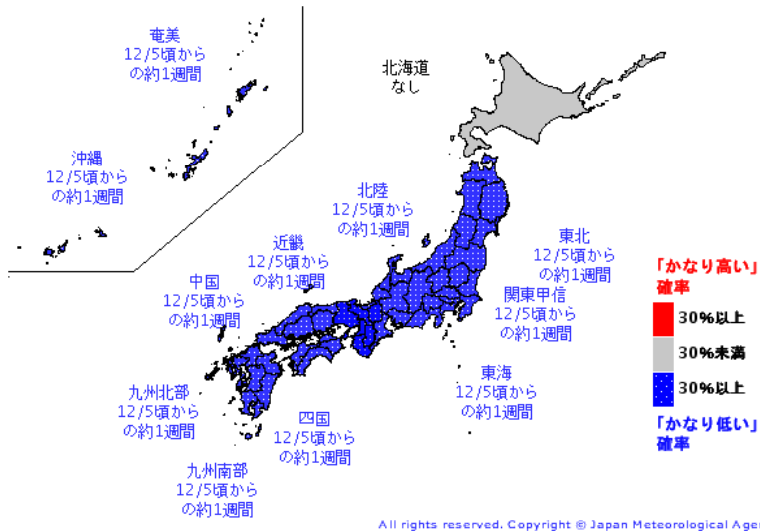 奄美
12/5頃から
の約1週間
北海道
なし
沖縄
12/5頃から
の約1週間
北陸
12/5頃から
の約1週間
東北
12/5頃から
の約1週間
近畿
12/5頃から
の約1週間
中国
12/5頃から
の約1週間
関東甲信
12/5頃から
の約1週間
東海
12/5頃から
の約1週間
九州北部
12/5頃から
の約1週間
四国
12/5頃から
の約1週間
九州南部
12/5頃から
の約1週間
「かなり高い」
確率
30%以上
30%未満
30%以上
「かなり低い」
確率
All rights reserved. Copyright © Japan Meteorological Age